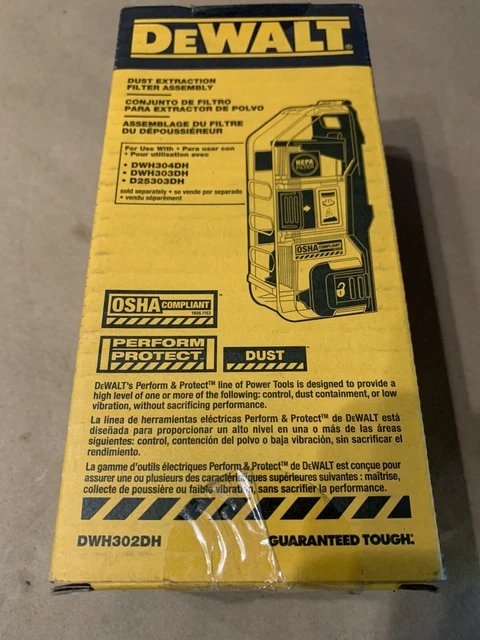 DEWALT®
DUST EXTRACTION
FILTER ASSEMBLY
CONJUNTO DE FILTRO
PARA EXTRACTOR DE POLVO
ASSEMBLAGE DU FILTRE
DU DÉPOUSSIÉREUR
For Use With • Para usar con
• Pour utilisation avec
• DWH304DH
• DWH303DH
• D25303DH
sold separately • se vende por separado
• vendu séparément
HEPA
FILTER
OSHA COMPLIANT
OSHA COMPLIANT™
1926.1153
PERFORM
& PROTECT™
DUST
DEWALT's Perform & Protect™ line of Power Tools is designed to provide a
high level of one or more of the following: control, dust containment, or low
vibration, without sacrificing performance.
La línea de herramientas eléctricas Perform & Protect™ de DEWALT está
diseñada para proporcionar un alto nivel en una o más de las áreas
siguientes: control, contención del polvo o baja vibración, sin sacrificar el
rendimiento.
La gamme d'outils électriques Perform & Protect™ de DEWALT est conçue pour
assurer une ou plusieurs des caractéristiques supérieures suivantes : maîtrise,
collecte de poussière ou faible vibration, sans sacrifier la performance.
DWH302DH
GUARANTEED TOUGH.®